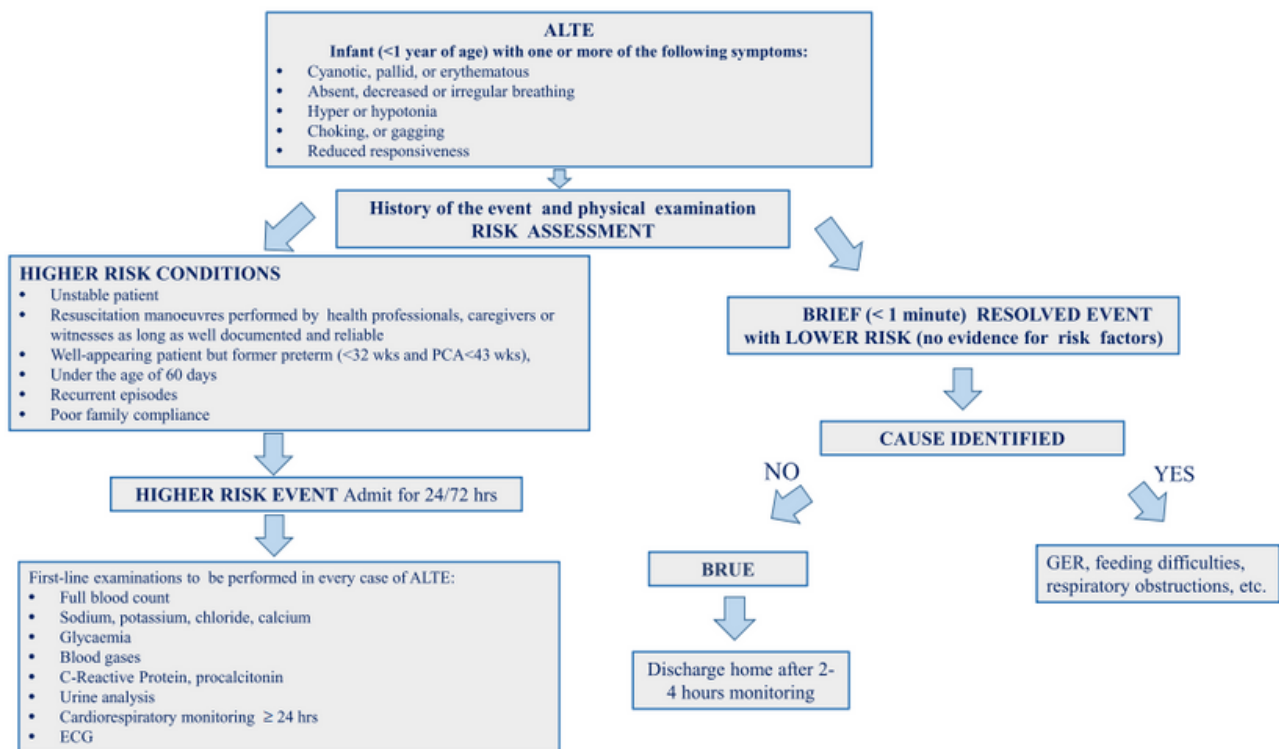 ALTE
Infant (<1 year of age) with one or more of the following symptoms:
• Cyanotic, pallid, or erythematous
• Absent, decreased or irregular breathing
• Hyper or hypotonia
• Choking, or gagging
• Reduced responsiveness
History of the event and physical examination
RISK ASSESSMENT
HIGHER RISK CONDITIONS
• Unstable patient
• Resuscitation manoeuvres performed by health professionals, caregivers or
witnesses as long as well documented and reliable
• Well-appearing patient but former preterm (<32 wks and PCA<43 wks),
• Under the age of 60 days
• Recurrent episodes
• Poor family compliance
HIGHER RISK EVENT Admit for 24/72 hrs
First-line examinations to be performed in every case of ALTE:
• Full blood count
• Sodium, potassium, chloride, calcium
• Glycaemia
• Blood gases
• C-Reactive Protein, procalcitonin
• Urine analysis
• Cardiorespiratory monitoring ≥ 24 hrs
• ECG
BRIEF (< 1 minute) RESOLVED EVENT
with LOWER RISK (no evidence for risk factors)
CAUSE IDENTIFIED
NO
YES
BRUE
Discharge home after 2-
4 hours monitoring
GER, feeding difficulties,
respiratory obstructions, etc.